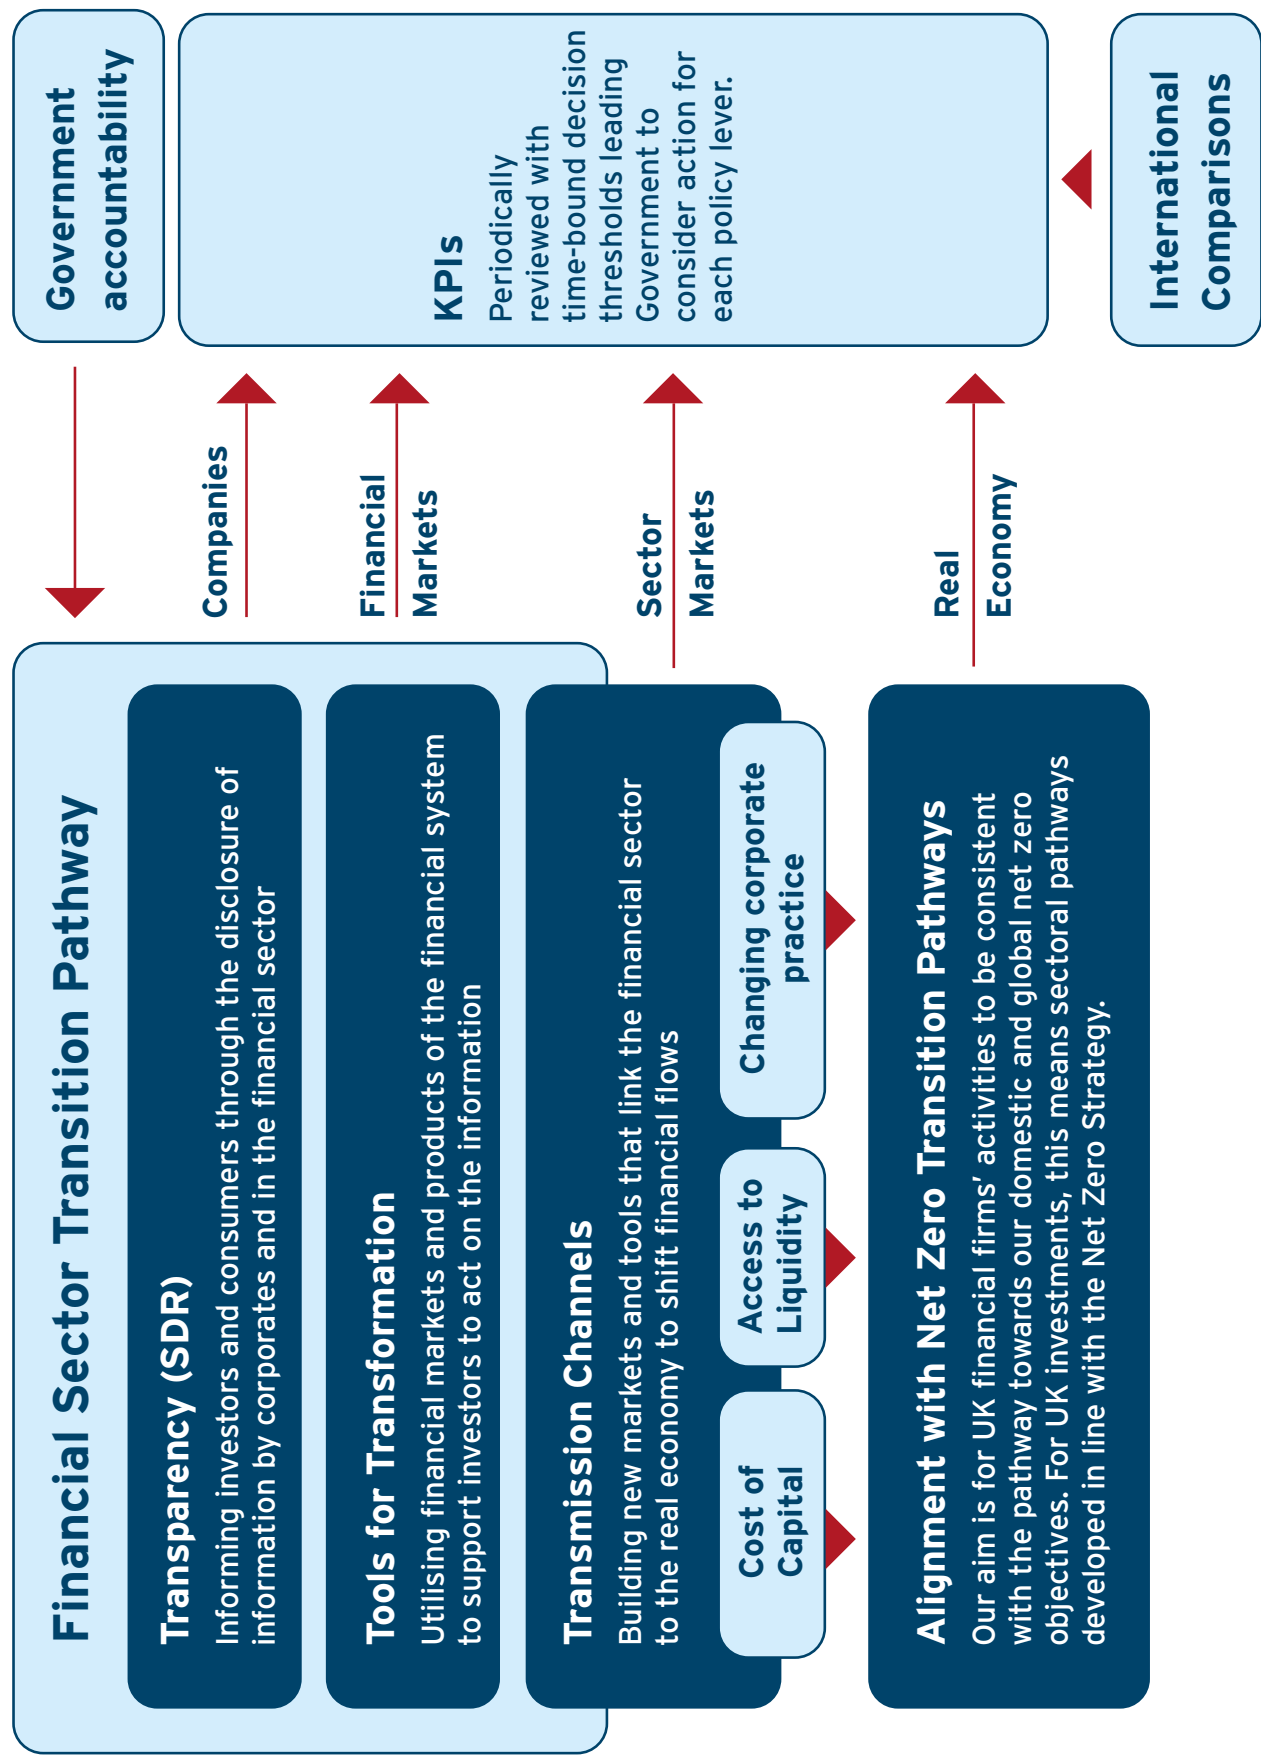 Financial Sector Transition Pathway
Transparency (SDR)
Informing investors and consumers through the disclosure of
information by corporates and in the financial sector
Tools for Transformation
Utilising financial markets and products of the financial system
to support investors to act on the information
Transmission Channels
Building new markets and tools that link the financial sector
to the real economy to shift financial flows
Cost of
Capital
Access to
Liquidity
Changing corporate
practice
Alignment with Net Zero Transition Pathways
Our aim is for UK financial firms’ activities to be consistent
with the pathway towards our domestic and global net zero
objectives. For UK investments, this means sectoral pathways
developed in line with the Net Zero Strategy.
Companies
Financial
Markets
Sector
Markets
Real
Economy
Government
accountability
KPIs
Periodically
reviewed with
time-bound decision
thresholds leading
Government to
consider action for
each policy lever.
International
Comparisons